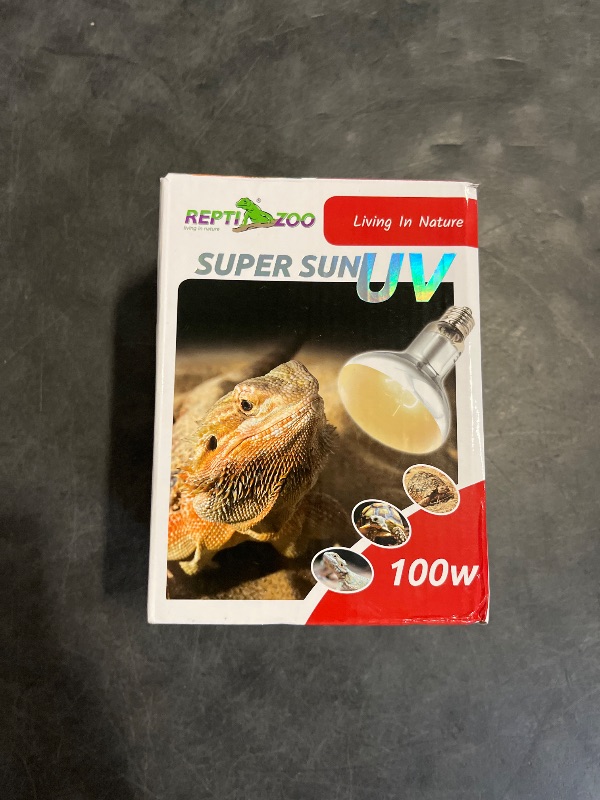 REPTI ZOO ®
living in nature
Living In Nature
SUPER SUN UV
100w